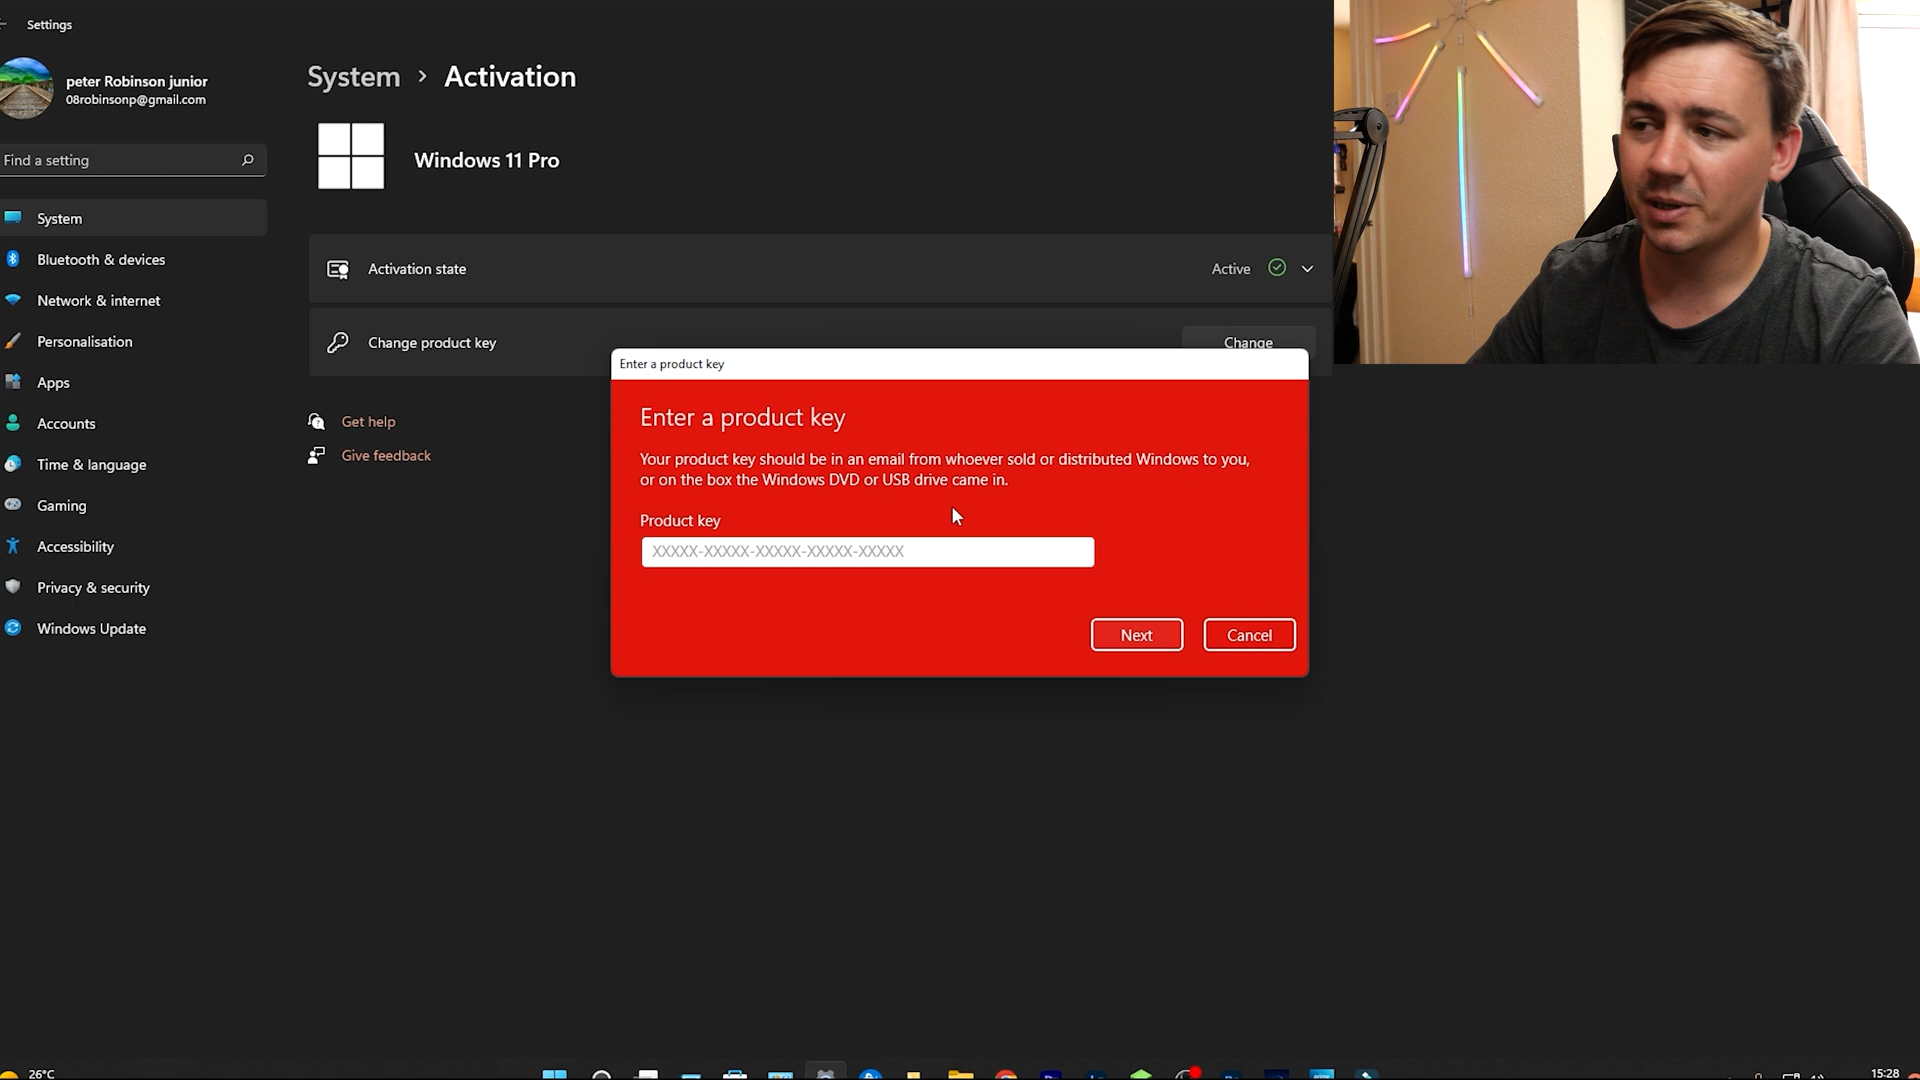 Settings
peter Robinson junior
08robinsonp@gmail.com
Find a setting
System
Bluetooth & devices
Network & internet
Personalisation
Apps
Accounts
Time & language
Gaming
Accessibility
Privacy & security
Windows Update
System › Activation
Windows 11 Pro
Activation state
Active
Change product key
Change
Get help
Give feedback
Enter a product key
Enter a product key
Your product key should be in an email from whoever sold or distributed Windows to you,
or on the box the Windows DVD or USB drive came in.
Product key
XXXXX-XXXXX-XXXXX-XXXXX-XXXXX
Next
Cancel
26°C
15:28